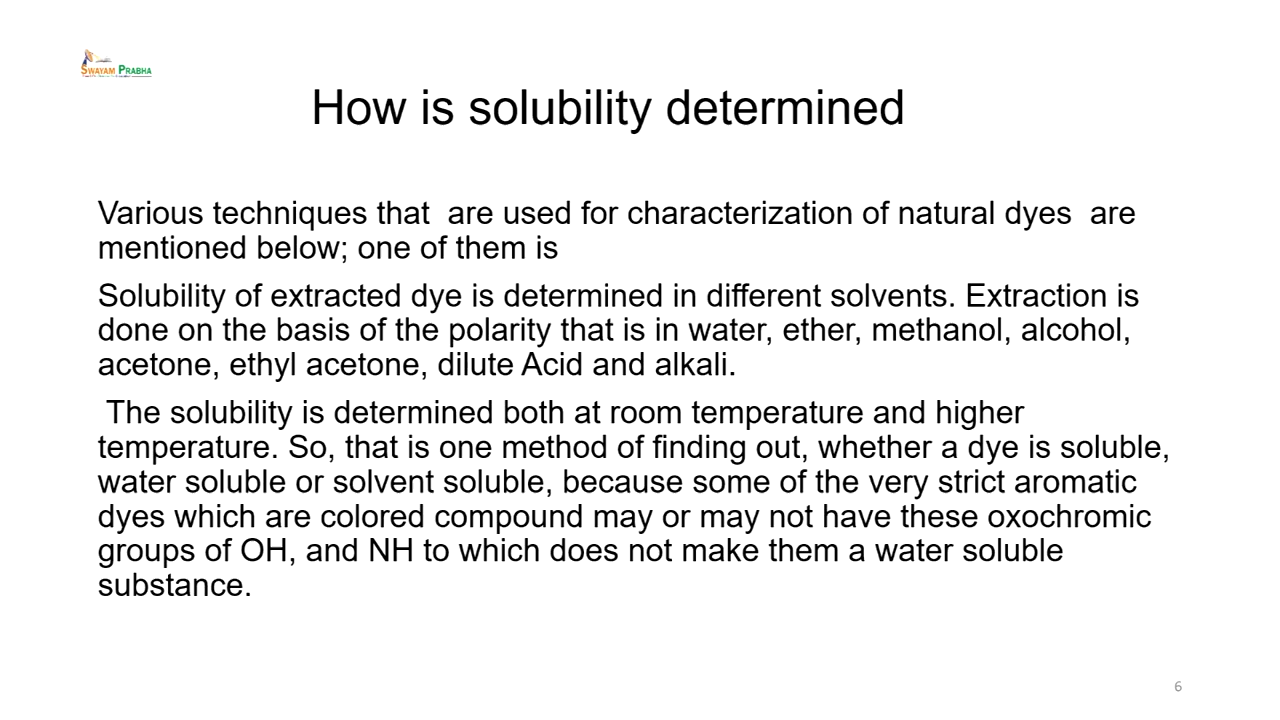 SWAYAM PRABHA
How is solubility determined
Various techniques that  are used for characterization of natural dyes  are
mentioned below; one of them is
Solubility of extracted dye is determined in different solvents. Extraction is
done on the basis of the polarity that is in water, ether, methanol, alcohol,
acetone, ethyl acetone, dilute Acid and alkali.
The solubility is determined both at room temperature and higher
temperature. So, that is one method of finding out, whether a dye is soluble,
water soluble or solvent soluble, because some of the very strict aromatic
dyes which are colored compound may or may not have these oxochromic
groups of OH, and NH to which does not make them a water soluble
substance.
6